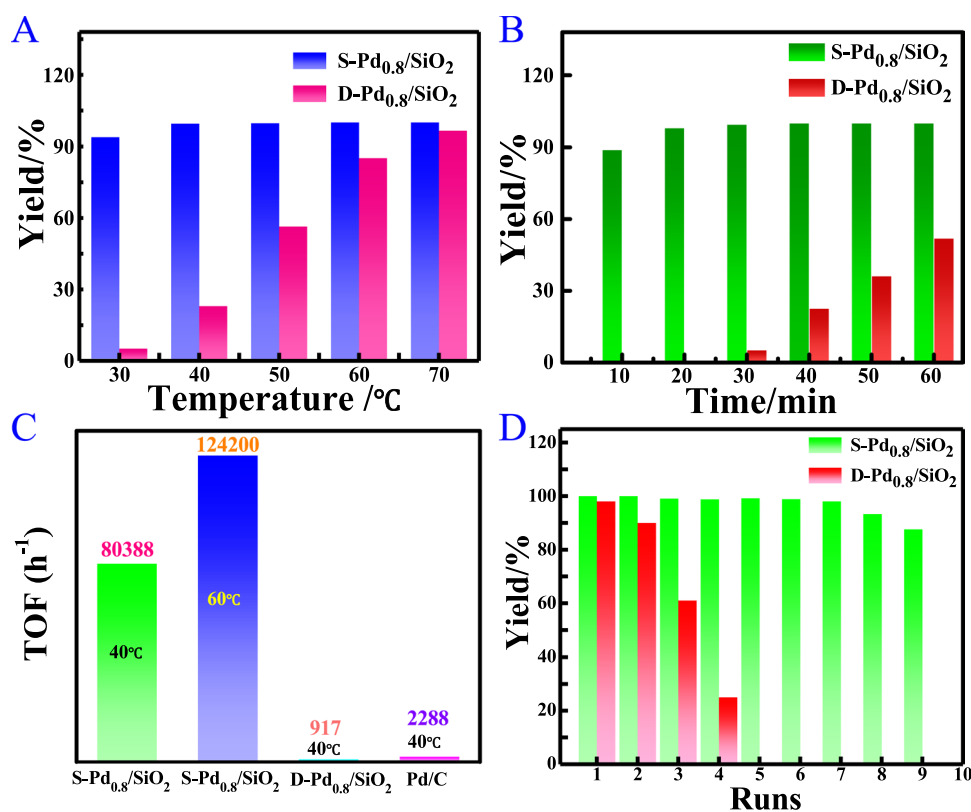 A
S-Pd0.8/SiO2
D-Pd0.8/SiO2
120
90
60
30
0
Yield/%
30 40 50 60 70
Temperature /℃
B
S-Pd0.8/SiO2
D-Pd0.8/SiO2
120
90
60
30
0
Yield/%
10 20 30 40 50 60
Time/min
C
124200
80388
60℃
40℃
917
40℃
2288
40℃
TOF (h-1)
S-Pd0.8/SiO2 S-Pd0.8/SiO2 D-Pd0.8/SiO2 Pd/C
D
S-Pd0.8/SiO2
D-Pd0.8/SiO2
120
100
80
60
40
20
0
Yield/%
1 2 3 4 5 6 7 8 9 10
Runs